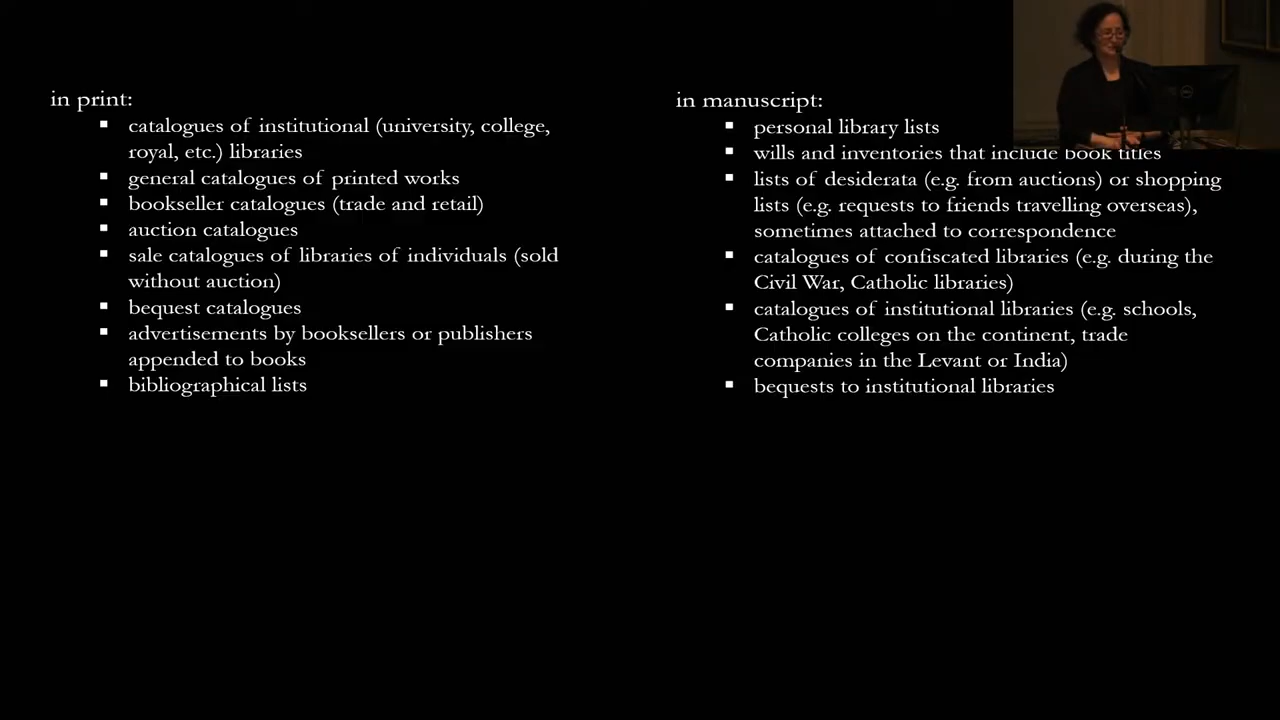 in print:
▪ catalogues of institutional (university, college,
royal, etc.) libraries
▪ general catalogues of printed works
▪ bookseller catalogues (trade and retail)
▪ auction catalogues
▪ sale catalogues of libraries of individuals (sold
without auction)
▪ bequest catalogues
▪ advertisements by booksellers or publishers
appended to books
▪ bibliographical lists
in manuscript:
▪ personal library lists
▪ wills and inventories that include book titles
▪ lists of desiderata (e.g. from auctions) or shopping
lists (e.g. requests to friends travelling overseas),
sometimes attached to correspondence
▪ catalogues of confiscated libraries (e.g. during the
Civil War, Catholic libraries)
▪ catalogues of institutional libraries (e.g. schools,
Catholic colleges on the continent, trade
companies in the Levant or India)
▪ bequests to institutional libraries